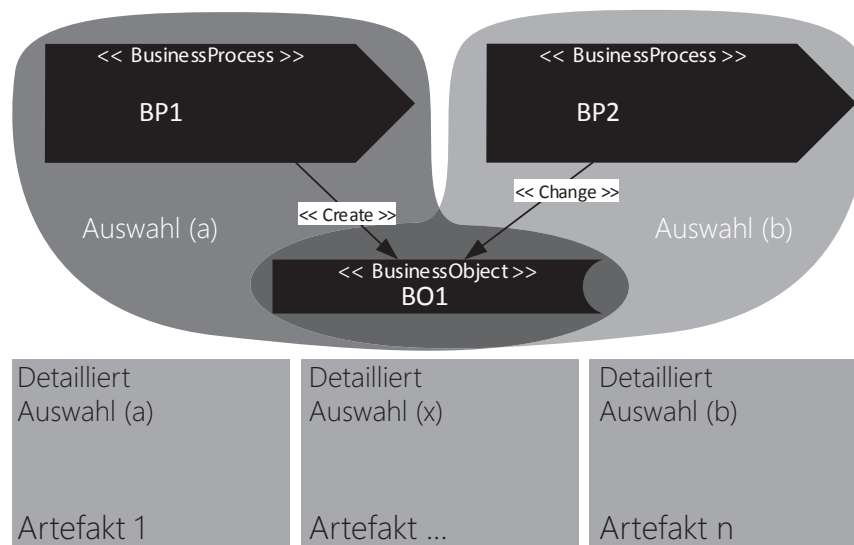 << BusinessProcess >>
BP1
<< BusinessProcess >>
BP2
<< Create >>
<< Change >>
Auswahl (a)
Auswahl (b)
<< BusinessObject >>
BO1
Detailliert
Auswahl (a)
Artefakt 1
Detailliert
Auswahl (x)
Artefakt ...
Detailliert
Auswahl (b)
Artefakt n